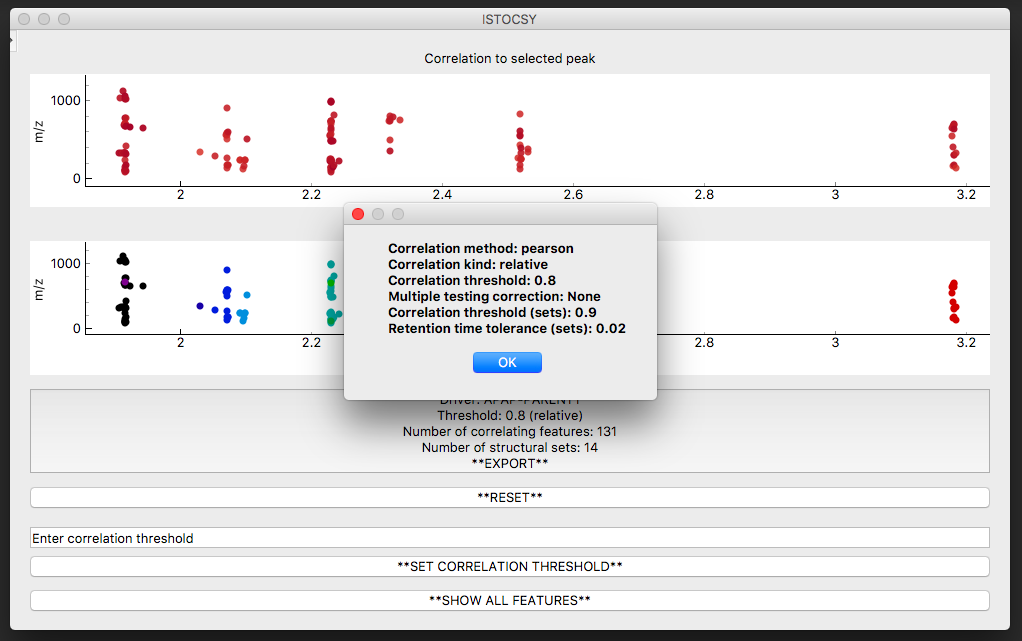 ISTOCSY
Correlation to selected peak
1000
m/z
0
2 2.2 2.4 2.6 2.8 3 3.2
1000
m/z
0
2 2.2 2.8 3 3.2
Correlation method: pearson
Correlation kind: relative
Correlation threshold: 0.8
Multiple testing correction: None
Correlation threshold (sets): 0.9
Retention time tolerance (sets): 0.02
OK
Driver: APAP-PARENT1
Threshold: 0.8 (relative)
Number of correlating features: 131
Number of structural sets: 14
**EXPORT**
**RESET**
Enter correlation threshold
**SET CORRELATION THRESHOLD**
**SHOW ALL FEATURES**